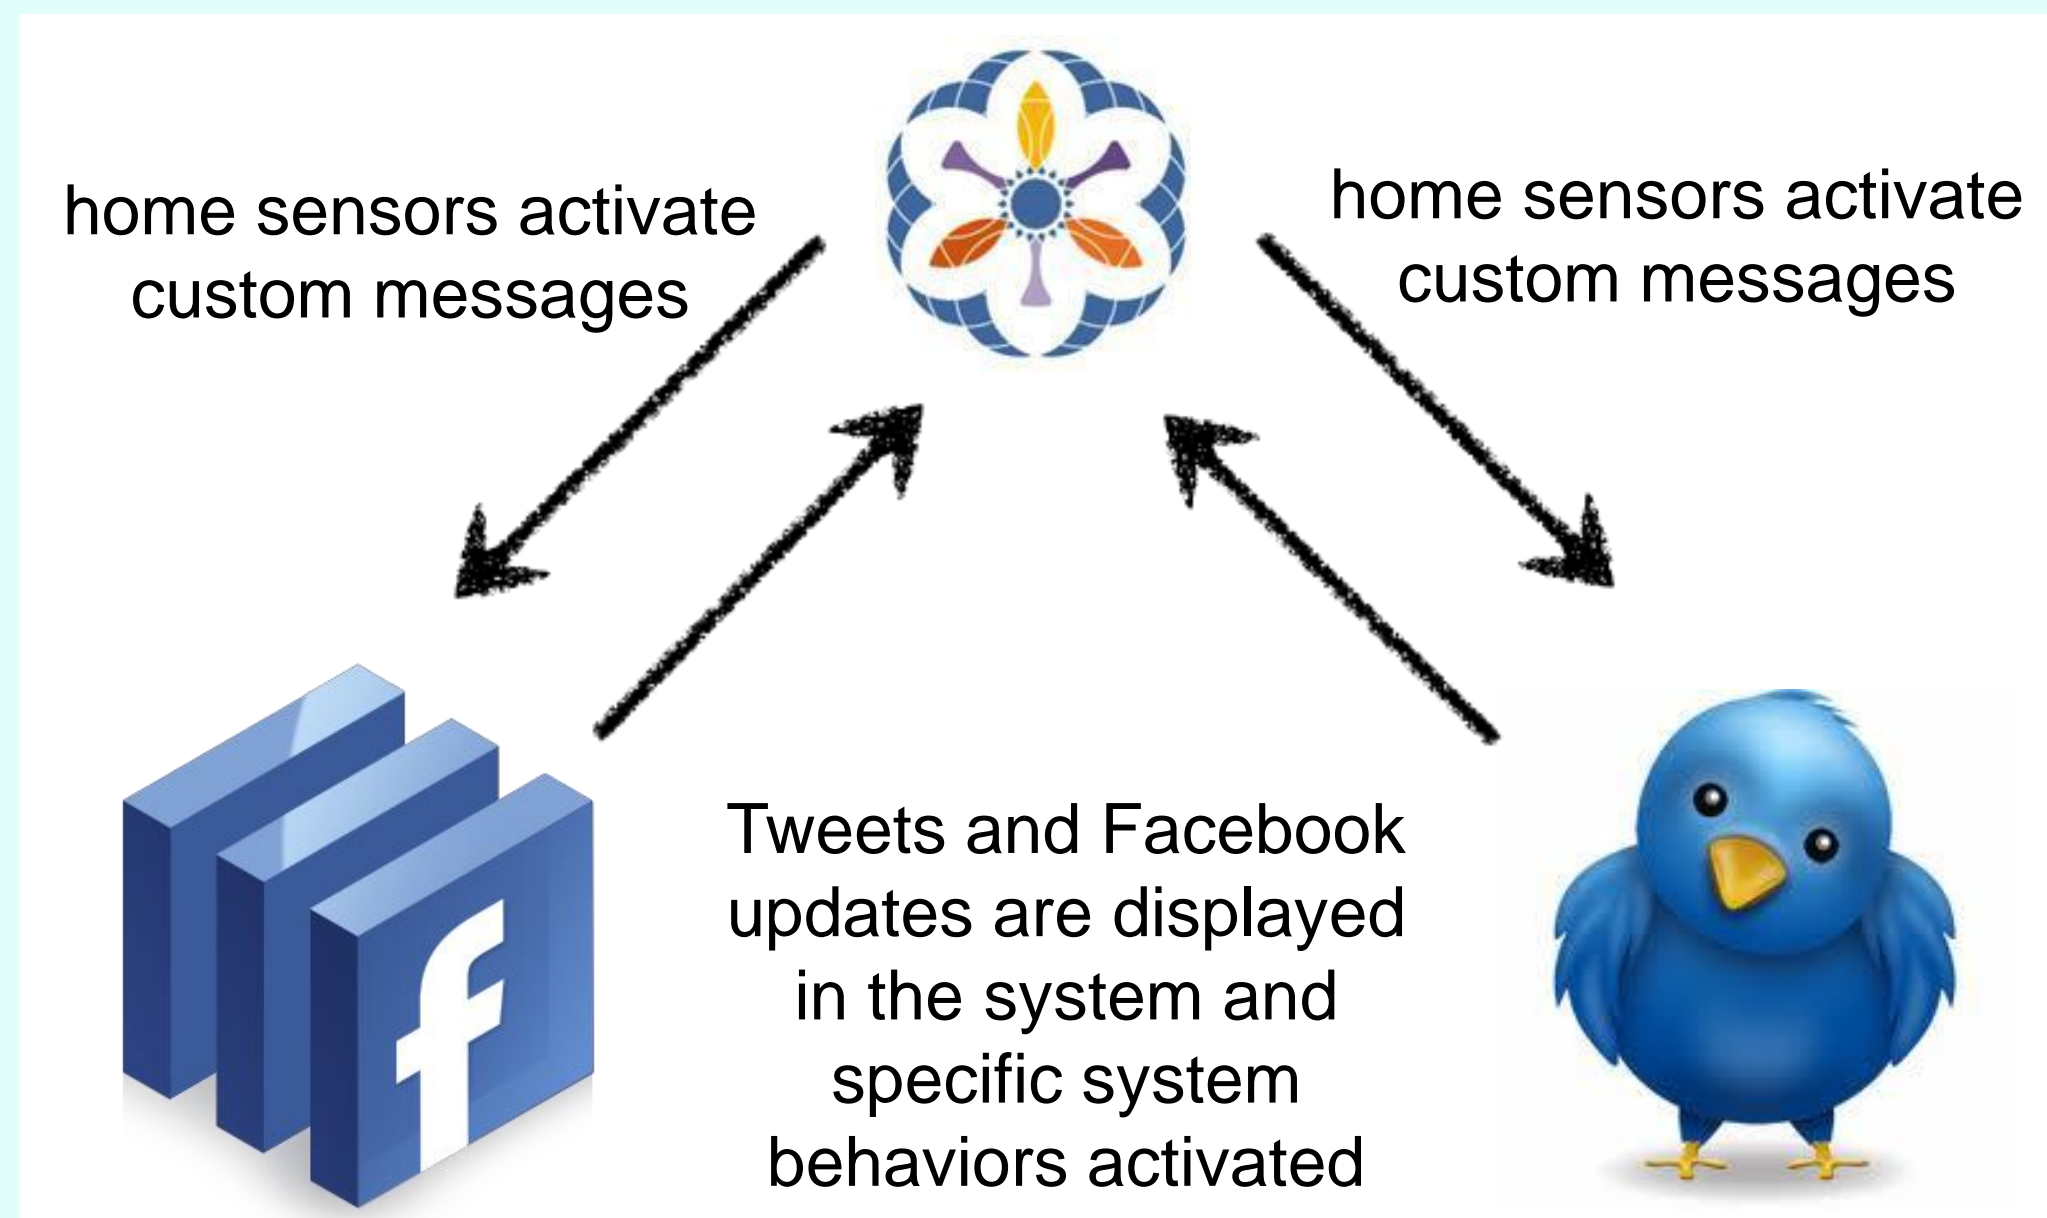 home sensors activate
custom messages
home sensors activate
custom messages
Tweets and Facebook
updates are displayed
in the system and
specific system
behaviors activated
f